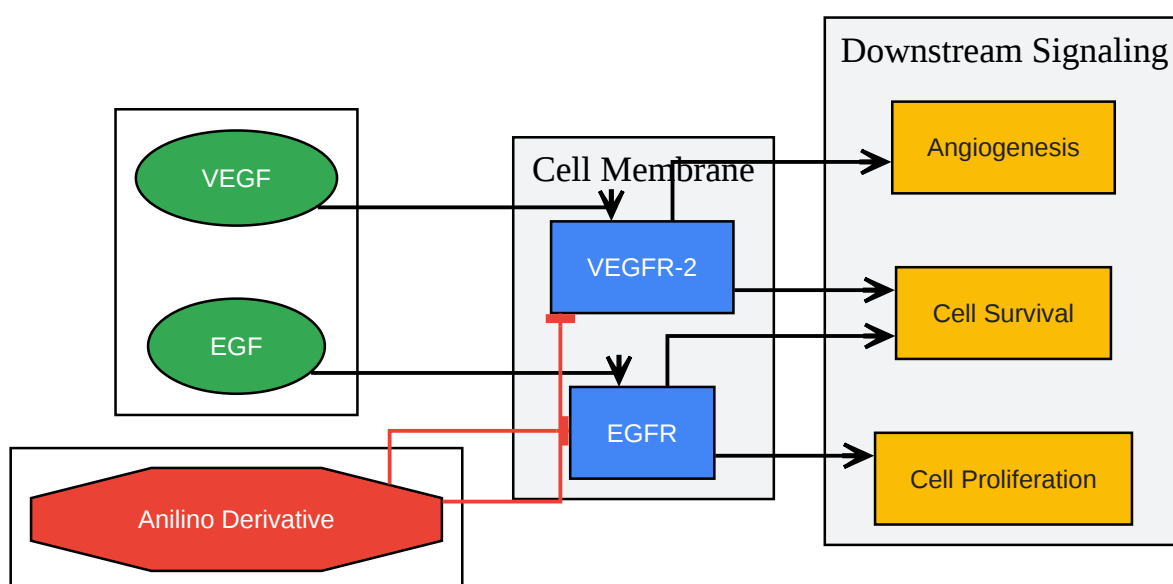 Downstream Signaling
Angiogenesis
VEGF
Cell Membrane
VEGFR-2
Cell Survival
EGF
EGFR
Cell Proliferation
Anilino Derivative